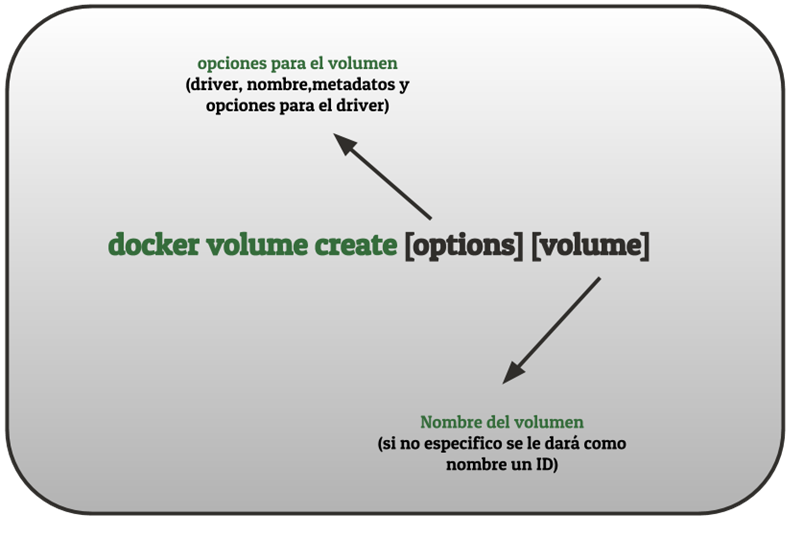 opciones para el volumen
(driver, nombre,metadatos y
opciones para el driver)
docker volume create [options] [volume]
Nombre del volumen
(si no especifico se le dará como
nombre un ID)